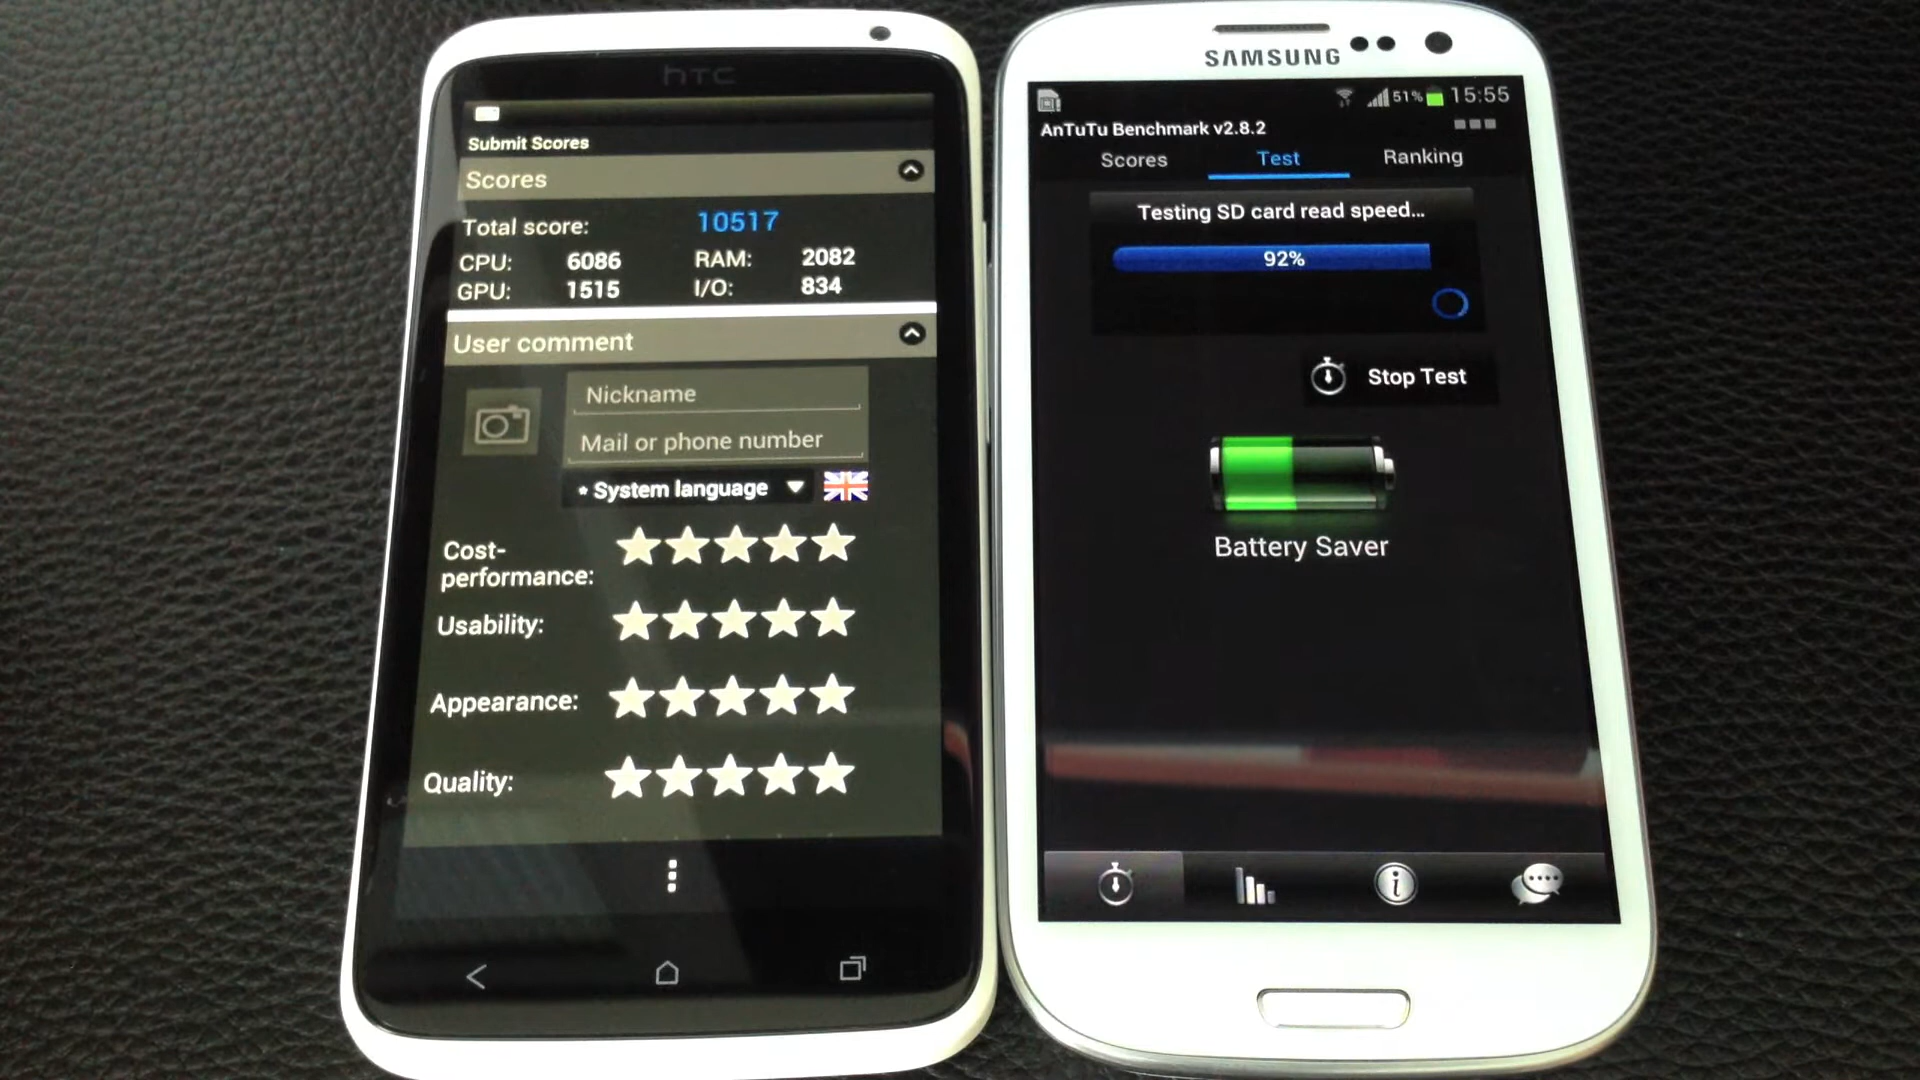 hTC
Submit Scores
Scores
Total score: 10517
CPU: 6086 RAM: 2082
GPU: 1515 I/O: 834
User comment
Nickname
Mail or phone number
* System language
Cost-
performance:
Usability:
Appearance:
Quality:
SAMSUNG
51% 15:55
AnTuTu Benchmark v2.8.2
Scores Test Ranking
Testing SD card read speed...
92%
Stop Test
Battery Saver